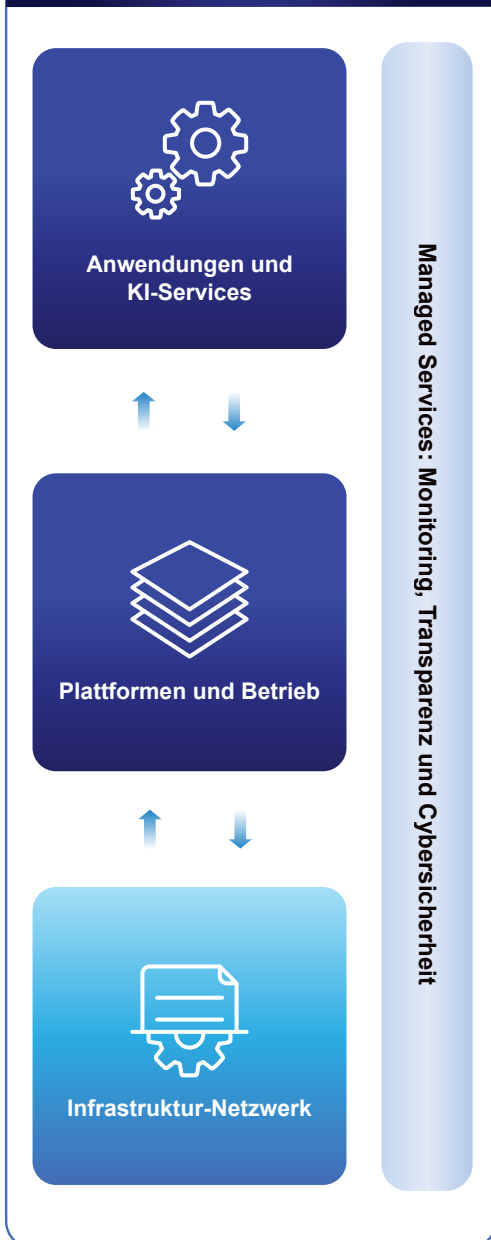 Anwendungen und
KI-Services
Plattformen und Betrieb
Infrastruktur-Netzwerk
Managed Services: Monitoring, Transparenz und Cybersicherheit